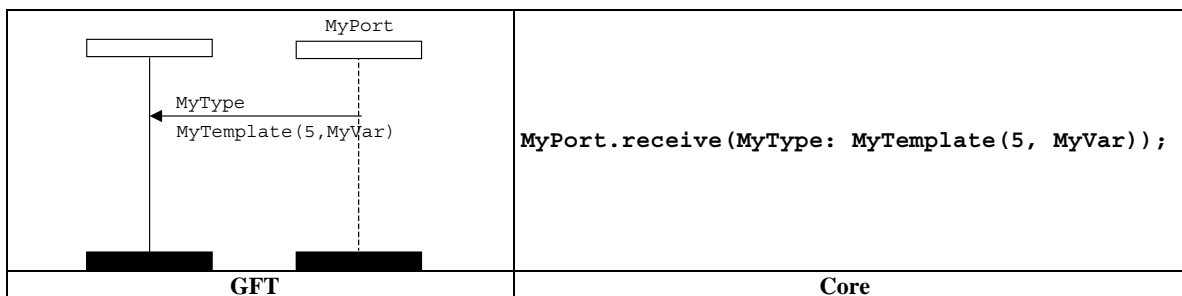 MyPort
MyType
MyTemplate(5,MyVar)
MyPort.receive(MyType: MyTemplate(5, MyVar));
GFT
Core